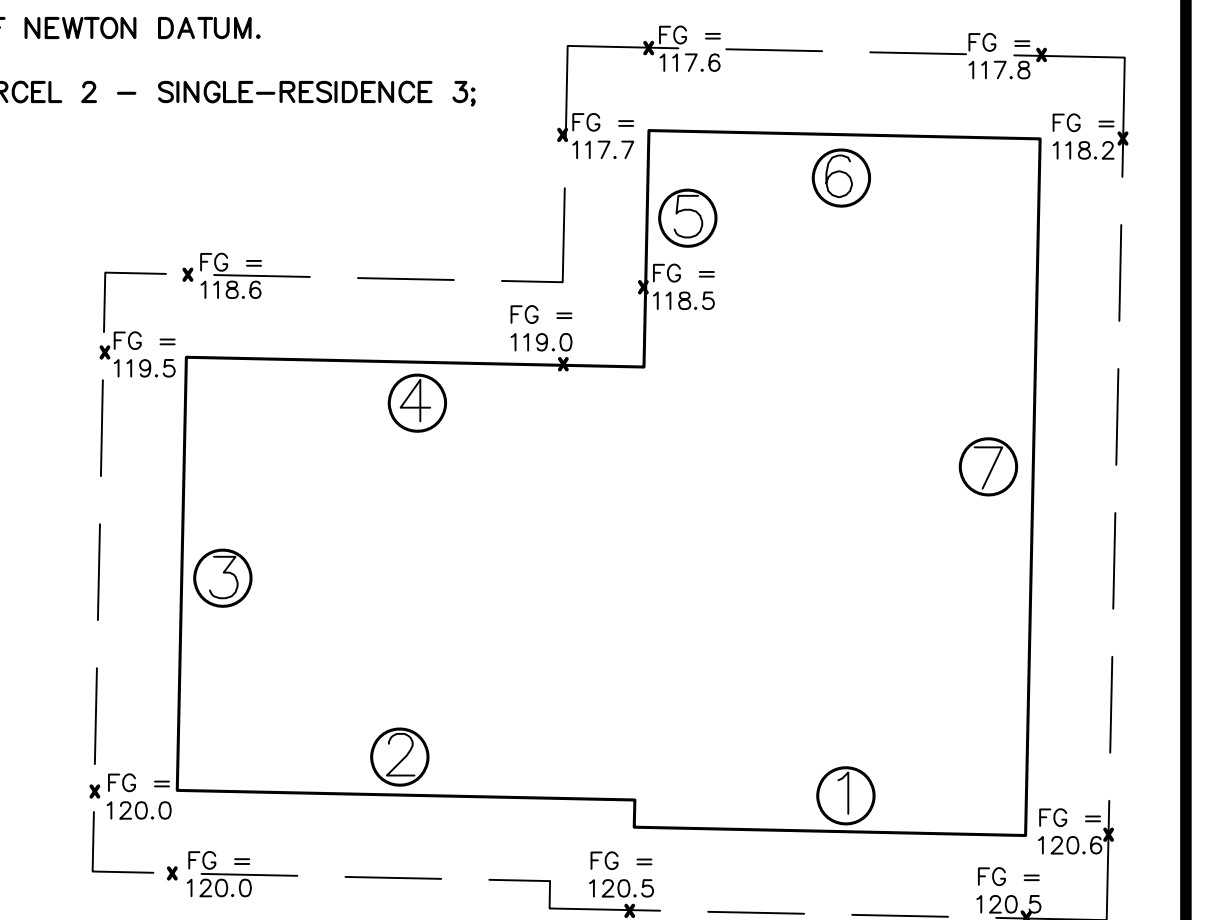 F NEWTON DATUM.
RCEL 2 – SINGLE–RESIDENCE 3;
FG =
117.6
FG =
117.8
FG =
117.7
FG =
118.2
6
5
FG =
118.6
FG =
118.5
FG =
119.0
FG =
119.5
4
7
3
2
1
FG =
120.0
FG =
120.6
FG =
120.0
FG =
120.5
FG =
120.5